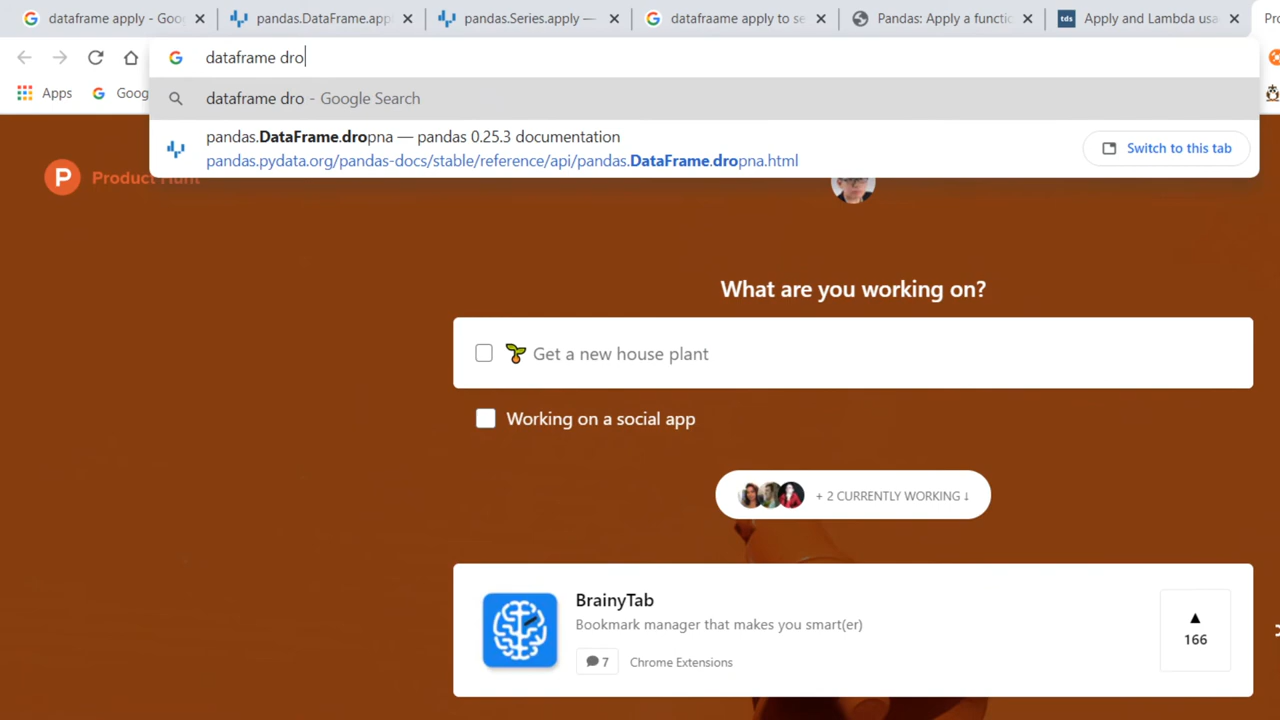 dataframe apply - Goo
pandas.DataFrame.appl
pandas.Series.apply —
datafraame apply to se
Pandas: Apply a functio
tds
Apply and Lambda usa
Pro
dataframe dro
Apps
Goog
dataframe dro - Google Search
pandas.DataFrame.dropna — pandas 0.25.3 documentation
pandas.pydata.org/pandas-docs/stable/reference/api/pandas.DataFrame.dropna.html
Switch to this tab
P
Product Hunt
What are you working on?
Get a new house plant
Working on a social app
+ 2 CURRENTLY WORKING ↓
BrainyTab
Bookmark manager that makes you smart(er)
▲
166
7
Chrome Extensions